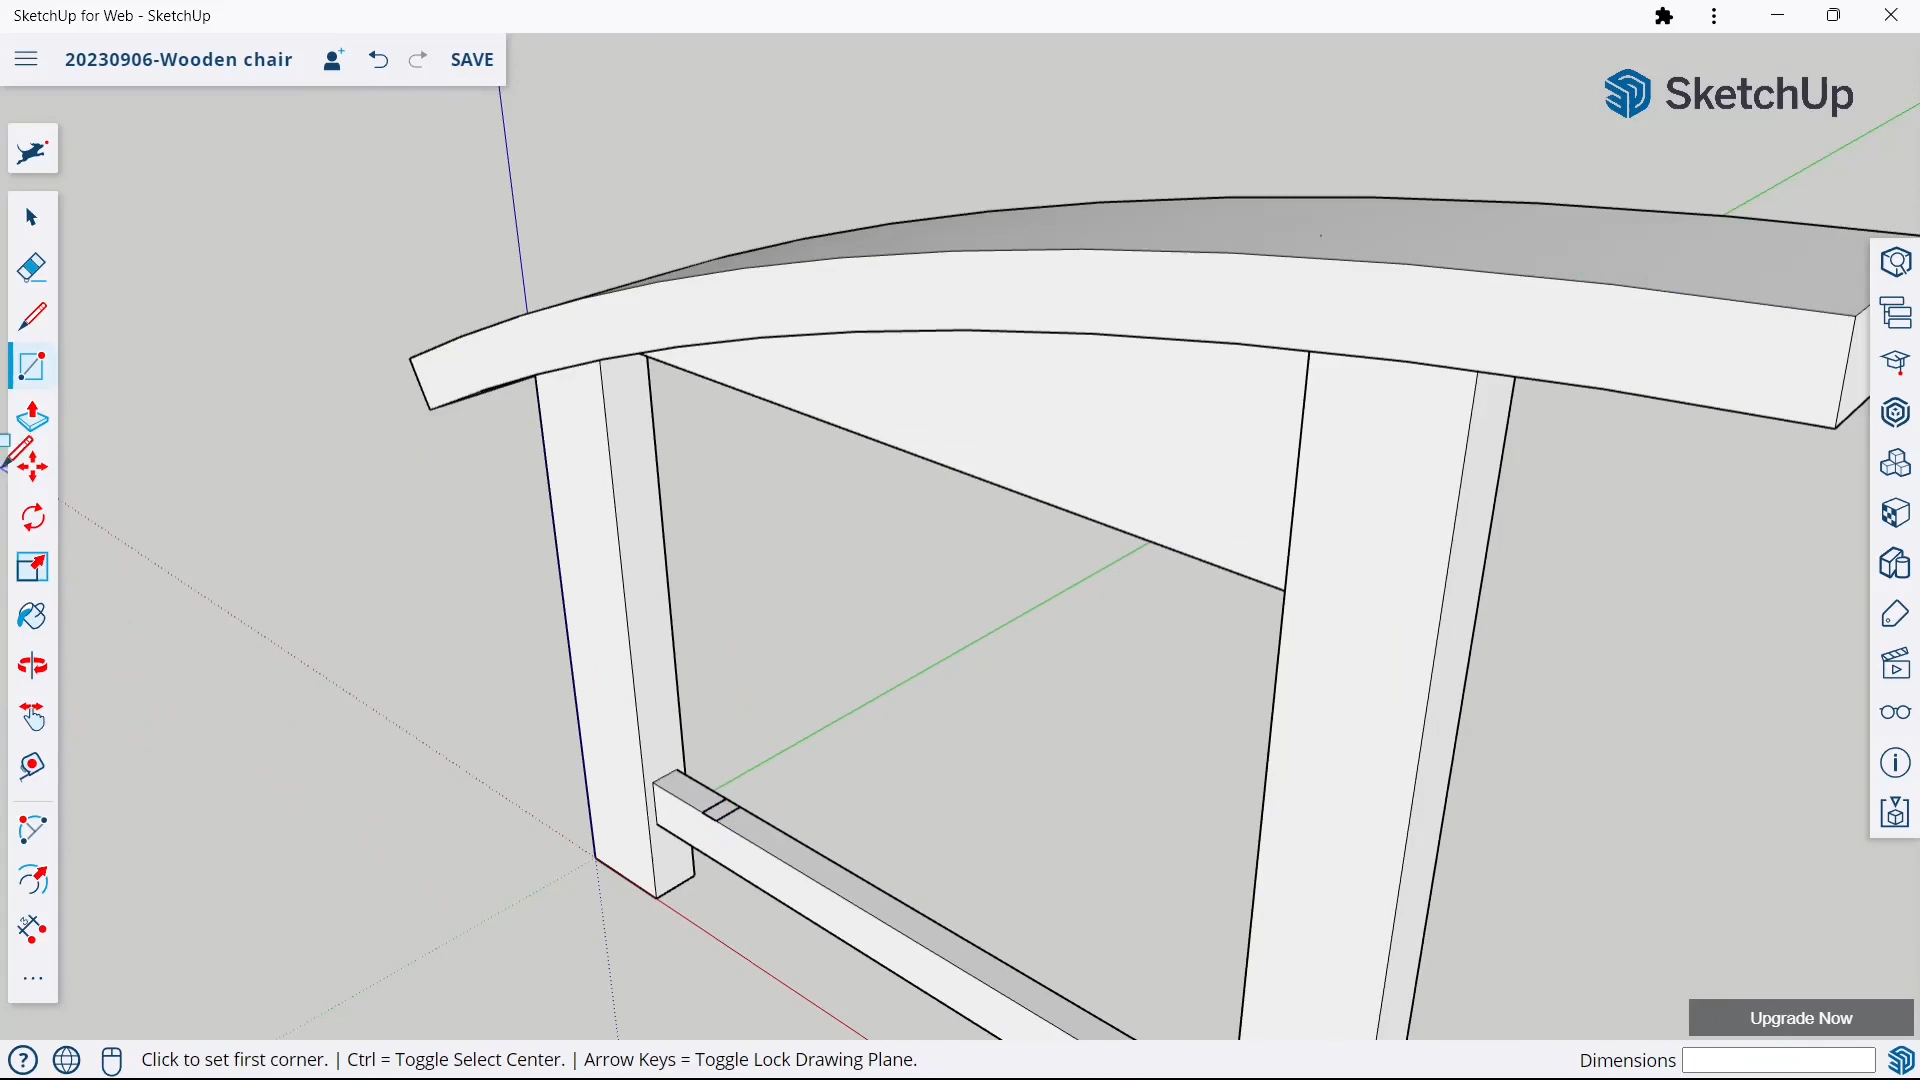 SketchUp for Web - SketchUp
20230906-Wooden chair
SAVE
SketchUp
Upgrade Now
Click to set first corner. | Ctrl = Toggle Select Center. | Arrow Keys = Toggle Lock Drawing Plane.
Dimensions